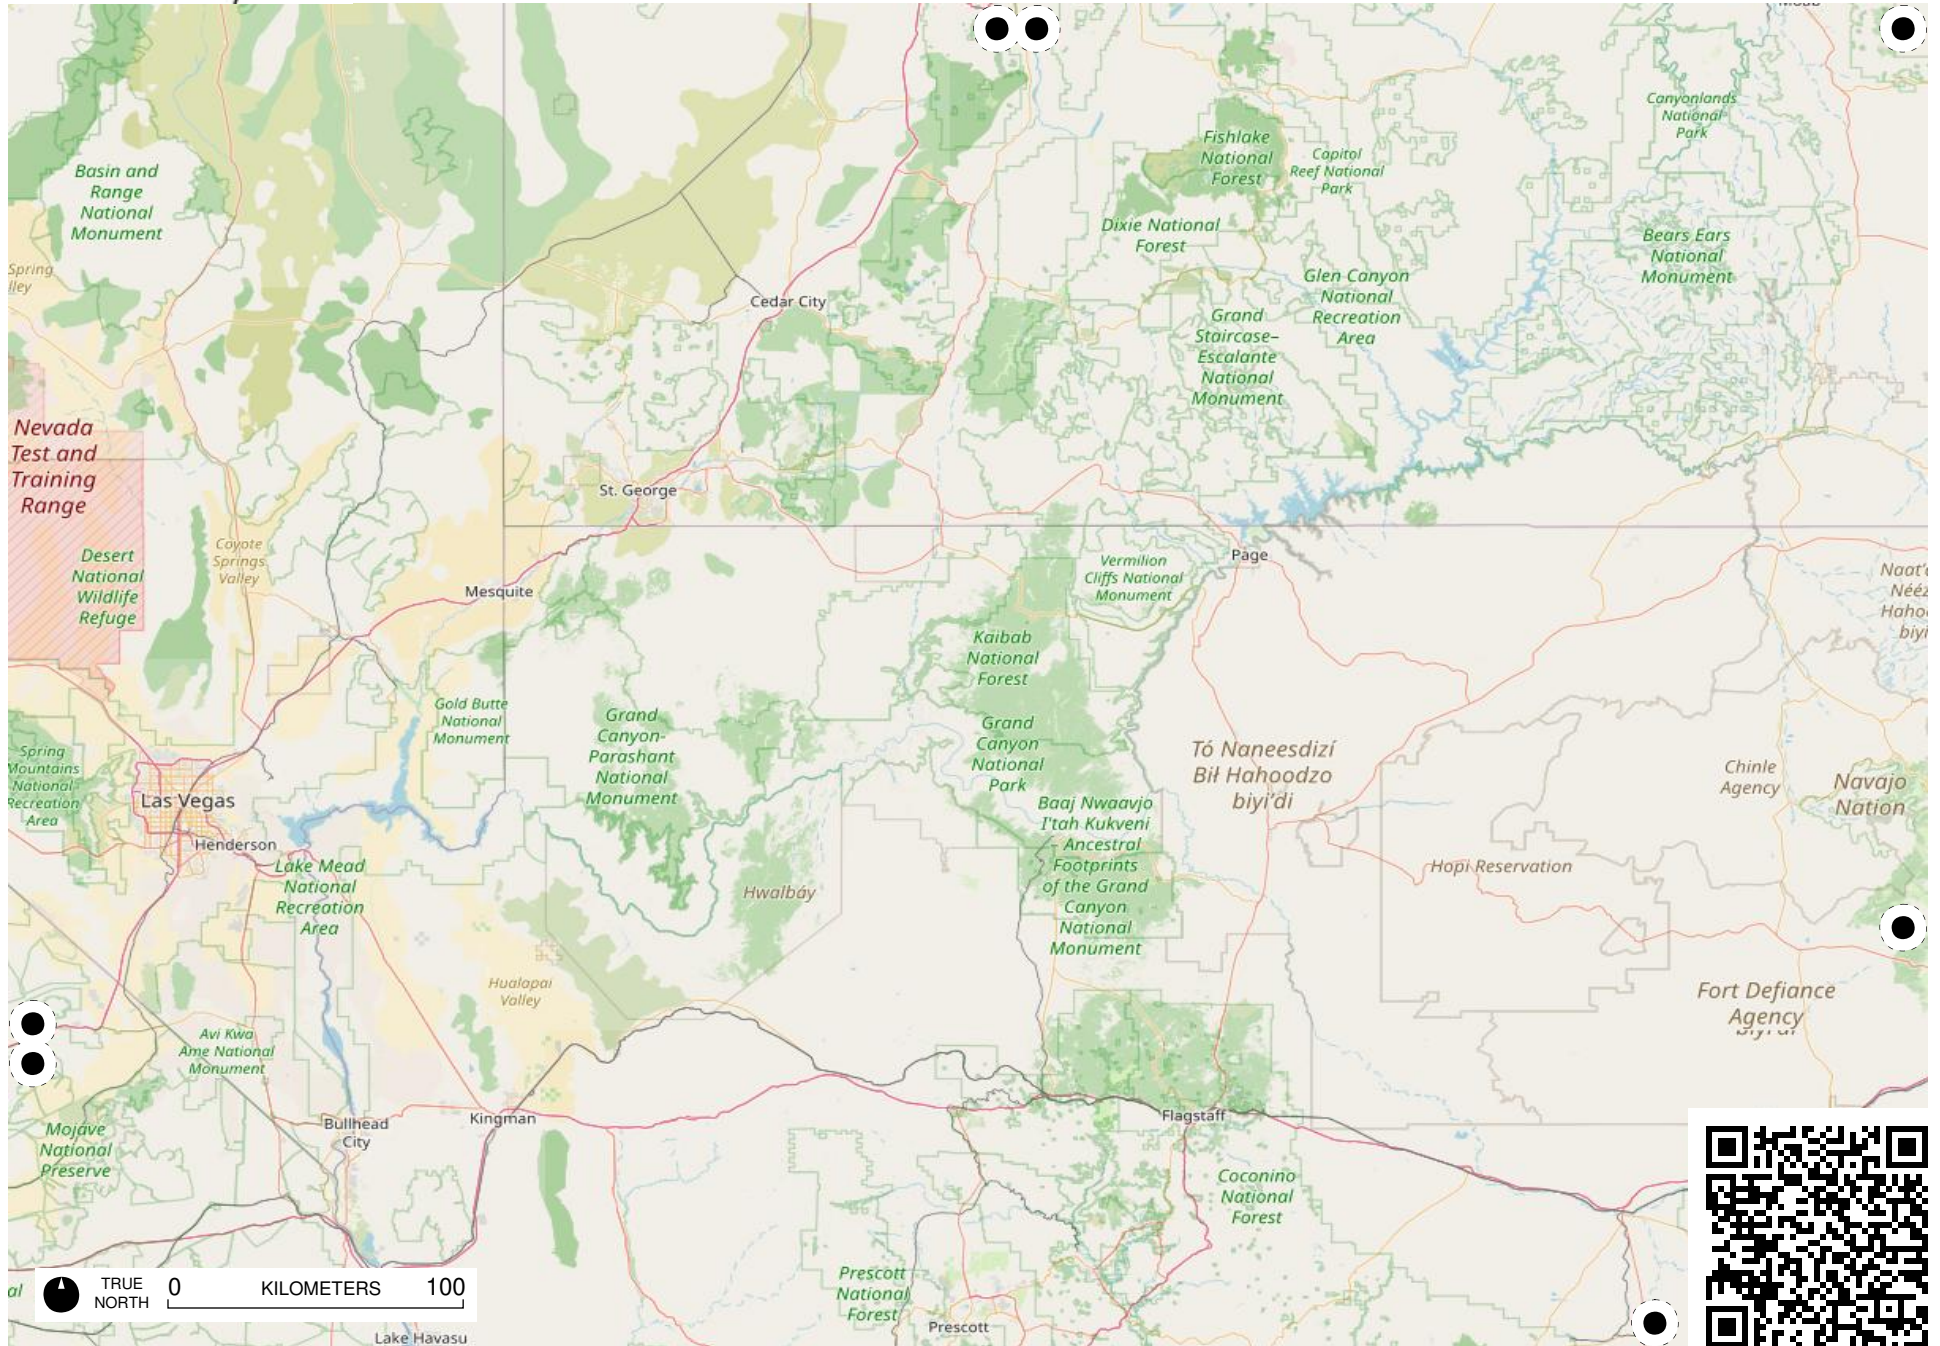 Canyonlands
National
Park
Fishlake
National
Forest
Capitol
Reef National
Park
Basin and
Range
National
Monument
Dixie National
Forest
Bears Ears
National
Monument
Spring
lley
Glen Canyon
National
Recreation
Area
Cedar City
Grand
Staircase–
Escalante
National
Monument
Nevada
Test and
Training
Range
St. George
Coyote
Springs
Valley
Desert
National
Wildlife
Refuge
Page
Vermilion
Cliffs National
Monument
Mesquite
Naat'
Nééz
Haho
biyi
Kaibab
National
Forest
Gold Butte
National
Monument
Grand
Canyon-
Parashant
National
Monument
Grand
Canyon
National
Park
Tó Naneesdizí
Bił Hahoodzo
biyi'di
Spring
Mountains
National
Recreation
Area
Las Vegas
Chinle
Agency
Navajo
Nation
Baaj Nwaavjo
I'tah Kukveni
– Ancestral
Footprints
of the Grand
Canyon
National
Monument
Henderson
Lake Mead
National
Recreation
Area
Hwalbáy
Hopi Reservation
Hualapai
Valley
Fort Defiance
Agency
Avi Kwa
Ame National
Monument
Bullhead
City
Kingman
Flagstaff
Mojave
National
Preserve
Coconino
National
Forest
Prescott
National
Forest
al
TRUE
NORTH
0 KILOMETERS 100
Prescott
Lake Havasu